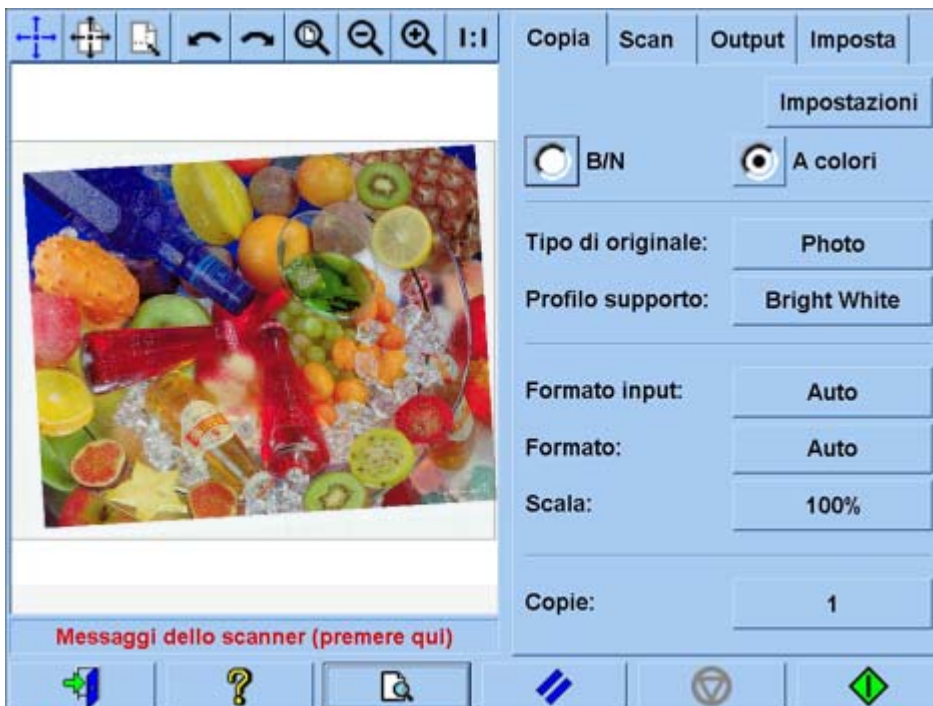 1:1
Copia Scan Output Imposta
Impostazioni
B/N A colori
Tipo di originale: Photo
Profilo supporto: Bright White
Formato input: Auto
Formato: Auto
Scala: 100%
Copie: 1
Messaggi dello scanner (premere qui)